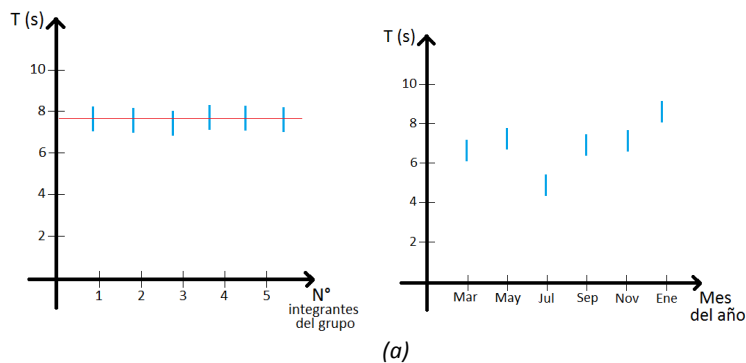 T (s)
10
8
6
4
2
1 2 3 4 5
N°
integrantes
del grupo
T (s)
10
8
6
4
2
Mar May Jul Sep Nov Ene
Mes
del año
(a)